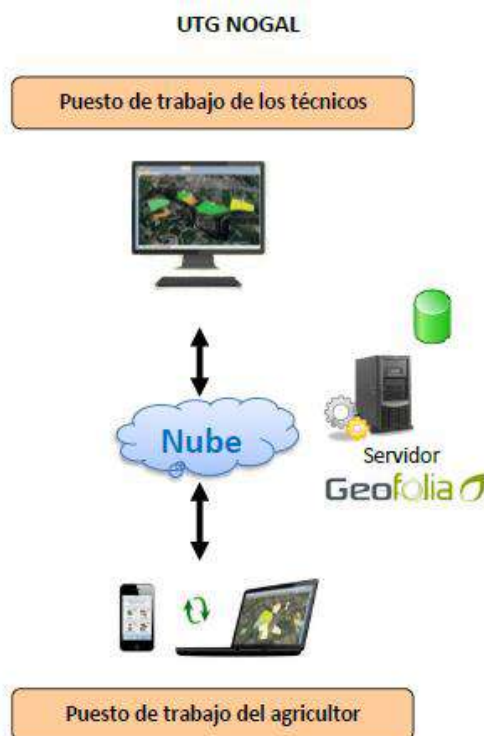 UTG NOGAL
Puesto de trabajo de los técnicos
Nube
Servidor
Geofolia
Puesto de trabajo del agricultor